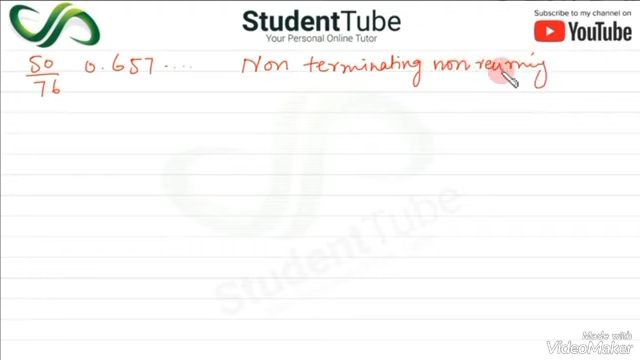 StudentTube
Your Personal Online Tutor
Subscribe to my channel on
YouTube
50/76 0.657.... Non terminating non recurring
StudentTube
Made with
VideoMaker